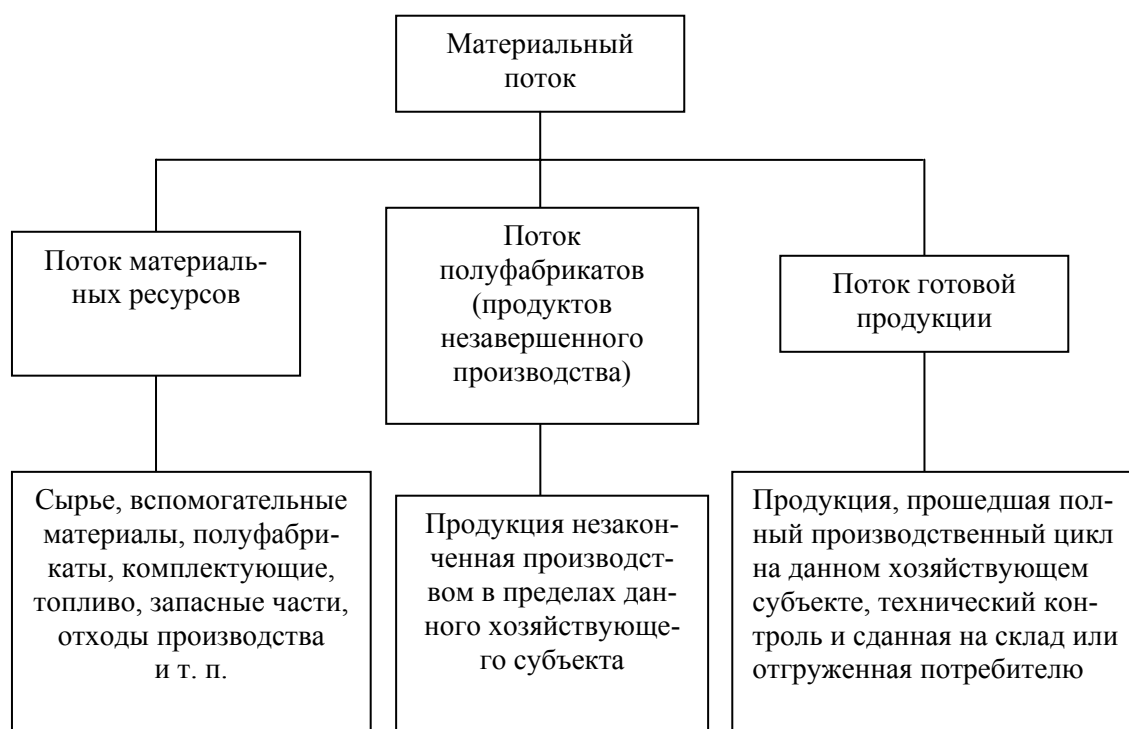 Материальный
поток
Поток материаль-
ных ресурсов
Поток
полуфабрикатов
(продуктов
незавершенного
производства)
Поток готовой
продукции
Сырье, вспомогательные
материалы, полуфабри-
каты, комплектующие,
топливо, запасные части,
отходы производства
и т. п.
Продукция незакон-
ченная производст-
вом в пределах дан-
ного хозяйствующе-
го субъекта
Продукция, прошедшая пол-
ный производственный цикл
на данном хозяйствующем
субъекте, технический кон-
троль и сданная на склад или
отгруженная потребителю